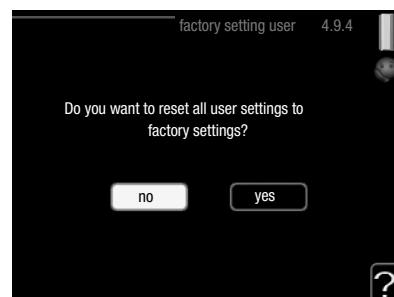 factory setting user 4.9.4
Do you want to reset all user settings to
factory settings?
no yes
?